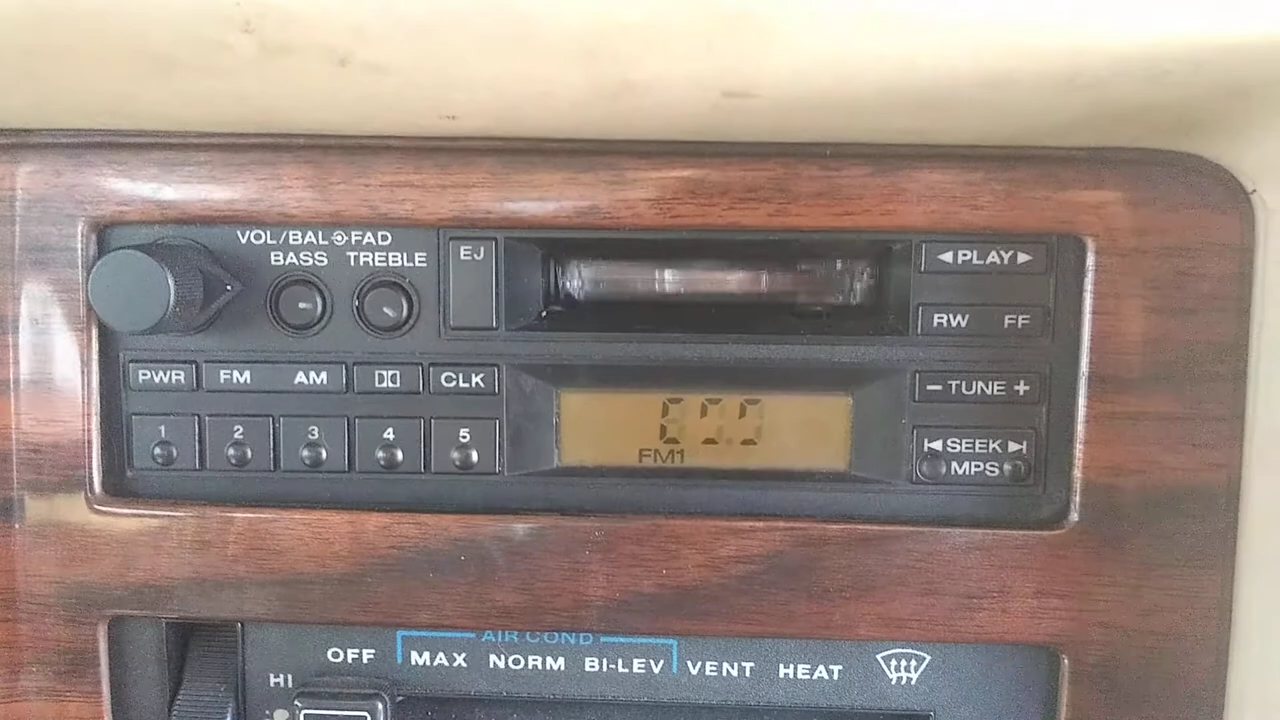 VOL/BAL FAD
BASS TREBLE
EJ
◄PLAY►
RW FF
PWR FM AM CLK
- TUNE +
1 2 3 4 5
SEEK
MPS
FM1
AIR COND
OFF MAX NORM BI-LEV VENT HEAT
HI